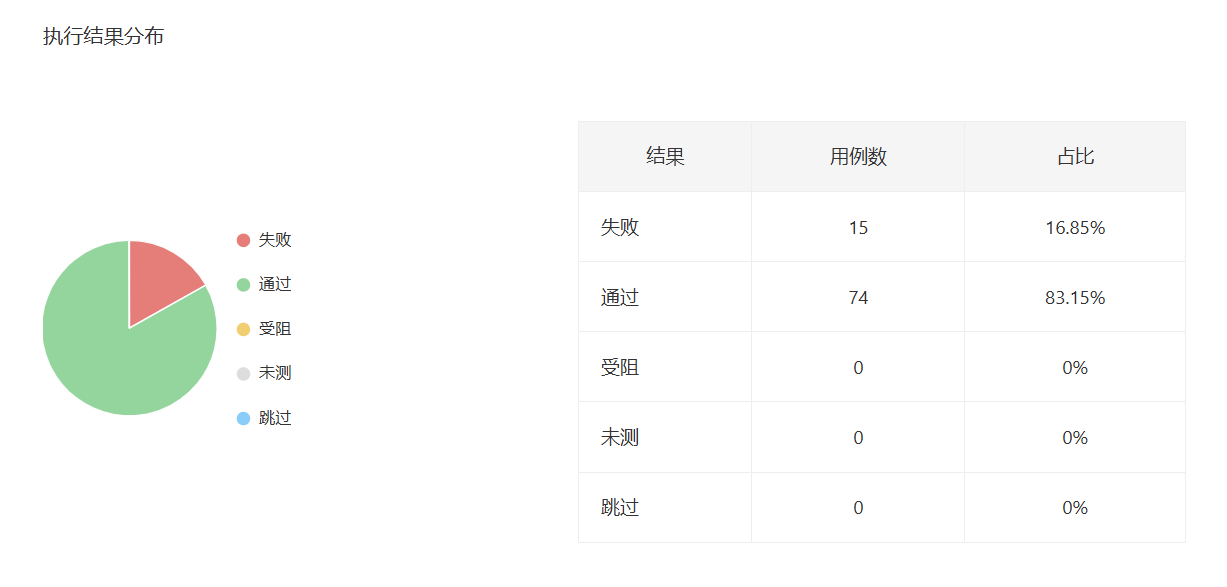 执行结果分布
失败
通过
受阻
未测
跳过
结果 用例数 占比
失败 15 16.85%
通过 74 83.15%
受阻 0 0%
未测 0 0%
跳过 0 0%